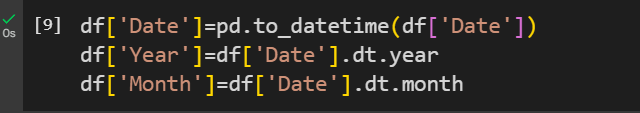 [9] df['Date']=pd.to_datetime(df['Date'])
df['Year']=df['Date'].dt.year
df['Month']=df['Date'].dt.month
0s